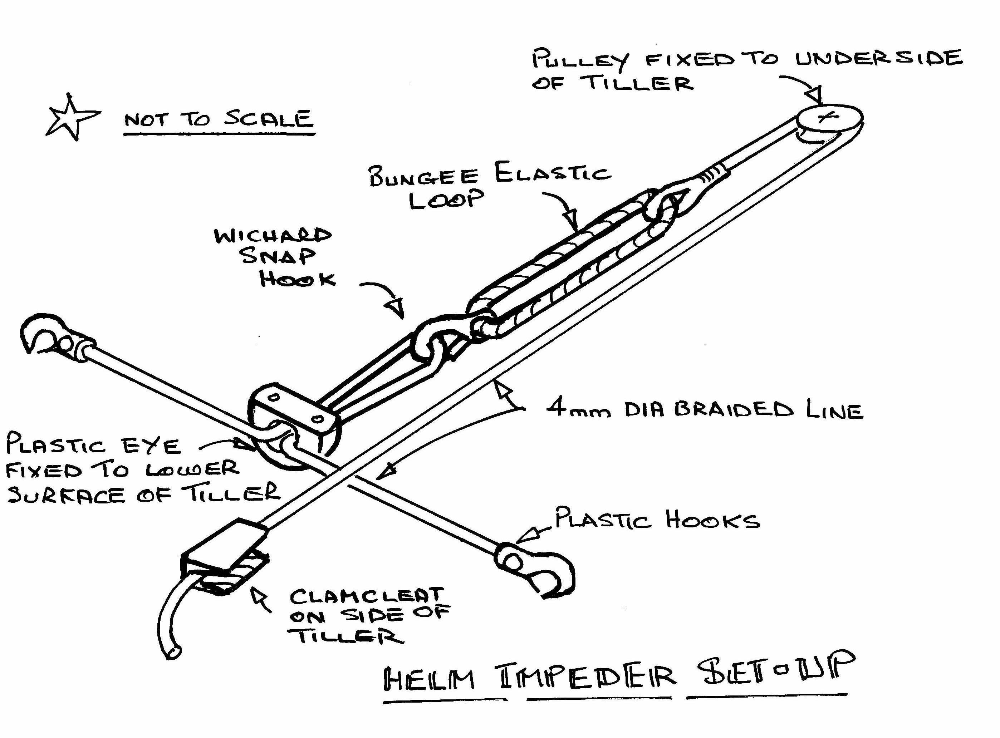 PULLEY FIXED TO UNDERSIDE
OF TILLER
NOT TO SCALE
BUNGEE ELASTIC
LOOP
WICHARD
SNAP
HOOK
4mm DIA BRAIDED LINE
PLASTIC EYE
FIXED TO LOWER
SURFACE OF TILLER
PLASTIC HOOKS
CLAMCLEAT
ON SIDE OF
TILLER
HELM IMPEDER SET-UP